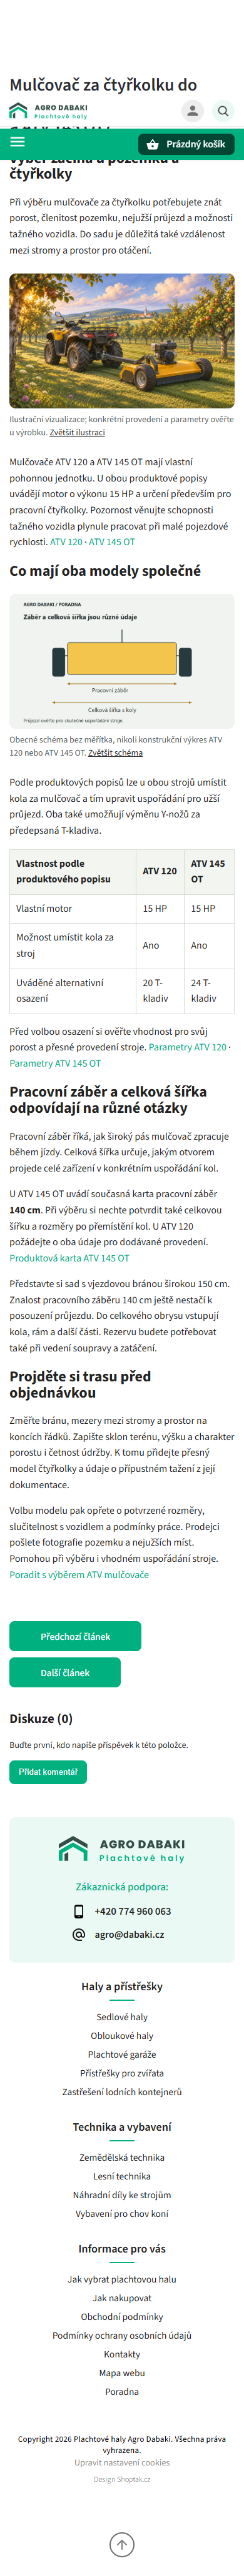 Mulčovač za čtyřkolku do
AGRO DABAKI
Plachtové haly
Prázdný košík
čtyřkolky
Při výběru mulčovače za čtyřkolku potřebujete znát
porost, členitost pozemku, nejužší průjezd a možnosti
tažného vozidla. Do sadu je důležitá také vzdálenost
mezi stromy a prostor pro otáčení.
Ilustrační vizualizace; konkrétní provedení a parametry ověřte
u výrobku. Zvětšit ilustraci
Mulčovače ATV 120 a ATV 145 OT mají vlastní
pohonnou jednotku. U obou produktové popisy
uvádějí motor o výkonu 15 HP a určení především pro
pracovní čtyřkolky. Pozornost věnujte schopnosti
tažného vozidla plynule pracovat při malé pojezdové
rychlosti. ATV 120 · ATV 145 OT
Co mají oba modely společné
AGRO DABAKI / PORADNA
Záběr a celková šířka jsou různé údaje
Pracovní záběr
Celková šířka s koly
Průjezd ověřte pro skutečné uspořádání stroje.
Obecné schéma bez měřítka, nikoli konstrukční výkres ATV
120 nebo ATV 145 OT. Zvětšit schéma
Podle produktových popisů lze u obou strojů umístit
kola za mulčovač a tím upravit uspořádání pro užší
průjezd. Oba také umožňují výměnu Y-nožů za
předepsaná T-kladiva.
Vlastnost podle
produktového popisu
ATV 120
ATV 145
OT
Vlastní motor
15 HP
15 HP
Možnost umístit kola za
stroj
Ano
Ano
Uváděné alternativní
osazení
20 T-
kladiv
24 T-
kladiv
Před volbou osazení si ověřte vhodnost pro svůj
porost a přesné provedení stroje. Parametry ATV 120 ·
Parametry ATV 145 OT
Pracovní záběr a celková šířka
odpovídají na různé otázky
Pracovní záběr říká, jak široký pás mulčovač zpracuje
během jízdy. Celková šířka určuje, jakým otvorem
projede celé zařízení v konkrétním uspořádání kol.
U ATV 145 OT uvádí současná karta pracovní záběr
140 cm. Při výběru si nechte potvrdit také celkovou
šířku a rozměry po přemístění kol. U ATV 120
požádejte o oba údaje pro dodávané provedení.
Produktová karta ATV 145 OT
Představte si sad s vjezdovou bránou širokou 150 cm.
Znalost pracovního záběru 140 cm ještě nestačí k
posouzení průjezdu. Do celkového obrysu vstupují
kola, rám a další části. Rezervu budete potřebovat
také při vedení soupravy a zatáčení.
Projděte si trasu před
objednávkou
Změřte bránu, mezery mezi stromy a prostor na
koncích řádků. Zapište sklon terénu, výšku a charakter
porostu i četnost údržby. K tomu přidejte přesný
model čtyřkolky a údaje o přípustném tažení z její
dokumentace.
Volbu modelu pak opřete o potvrzené rozměry,
slučitelnost s vozidlem a podmínky práce. Prodejci
pošlete fotografie pozemku a nejužších míst.
Pomohou při výběru i vhodném uspořádání stroje.
Poradit s výběrem ATV mulčovače
Předchozí článek
Další článek
Diskuze (0)
Buďte první, kdo napíše příspěvek k této položce.
Přidat komentář
AGRO DABAKI
Plachtové haly
Zákaznická podpora:
+420 774 960 063
agro@dabaki.cz
Haly a přístřešky
Sedlové haly
Obloukové haly
Plachtové garáže
Přístřešky pro zvířata
Zastřešení lodních kontejnerů
Technika a vybavení
Zemědělská technika
Lesní technika
Náhradní díly ke strojům
Vybavení pro chov koní
Informace pro vás
Jak vybrat plachtovou halu
Jak nakupovat
Obchodní podmínky
Podmínky ochrany osobních údajů
Kontakty
Mapa webu
Poradna
Copyright 2026 Plachtové haly Agro Dabaki. Všechna práva
vyhrazena.
Upravit nastavení cookies
Design Shoptak.cz